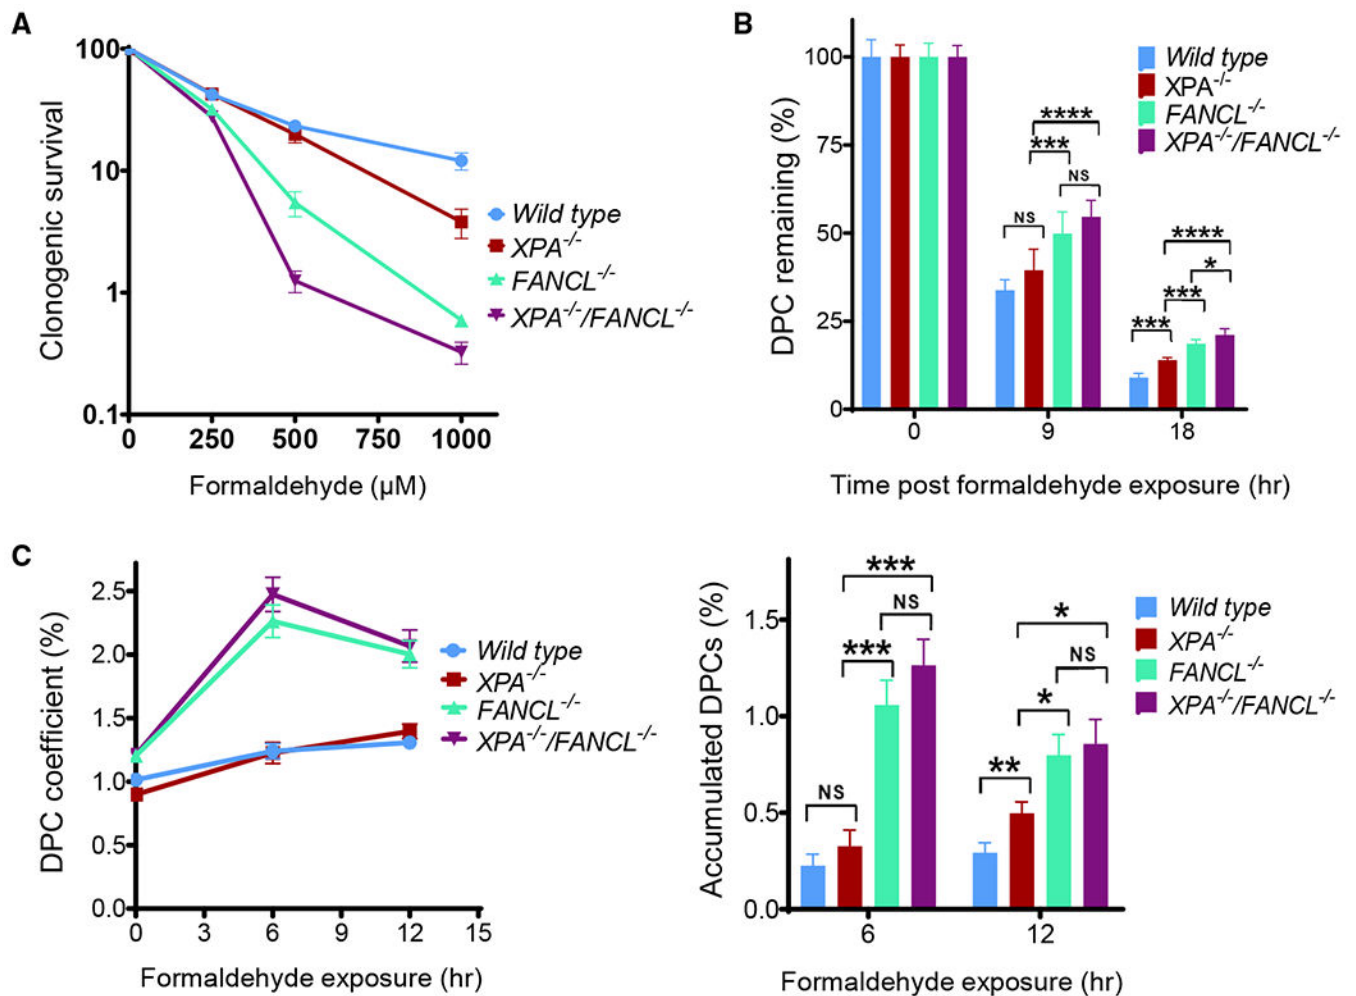 A
Clonogenic survival
100
10
1
0.1
0 250 500 750 1000
Formaldehyde (µM)
Wild type
XPA-/-
FANCL-/-
XPA-/-/FANCL-/-
B
DPC remaining (%)
100
75
50
25
0
NS
***
****
NS
***
***
****
*
0 9 18
Time post formaldehyde exposure (hr)
Wild type
XPA-/-
FANCL-/-
XPA-/-/FANCL-/-
C
DPC coefficient (%)
2.5
2.0
1.5
1.0
0.5
0.0
0 3 6 9 12 15
Formaldehyde exposure (hr)
Wild type
XPA-/-
FANCL-/-
XPA-/-/FANCL-/-
Accumulated DPCs (%)
1.5
1.0
0.5
0.0
***
NS
***
NS
*
NS
*
**
6 12
Formaldehyde exposure (hr)
Wild type
XPA-/-
FANCL-/-
XPA-/-/FANCL-/-